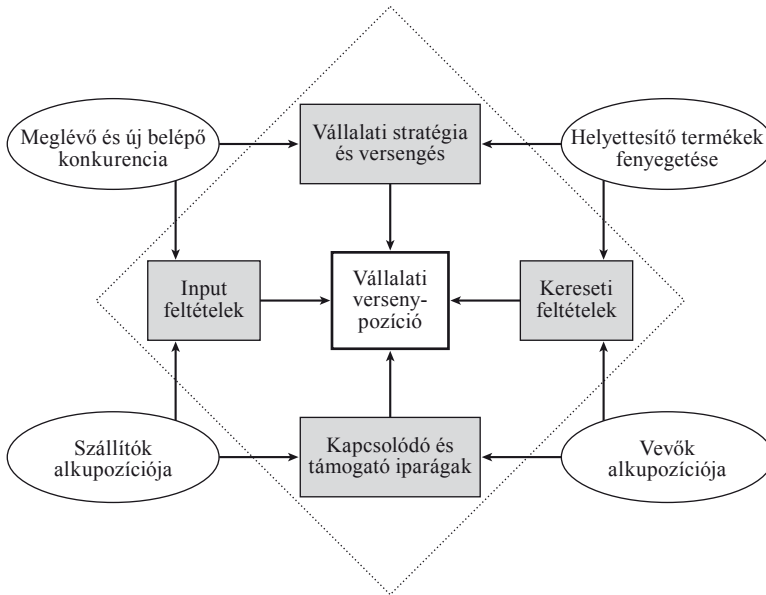 Meglévő és új belépő
konkurencia
Vállalati stratégia
és versengés
Helyettesítő termékek
fenyegetése
Input
feltételek
Vállalati
verseny-
pozíció
Kereseti
feltételek
Szállítók
alkupozíciója
Kapcsolódó és
támogató iparágak
Vevők
alkupozíciója